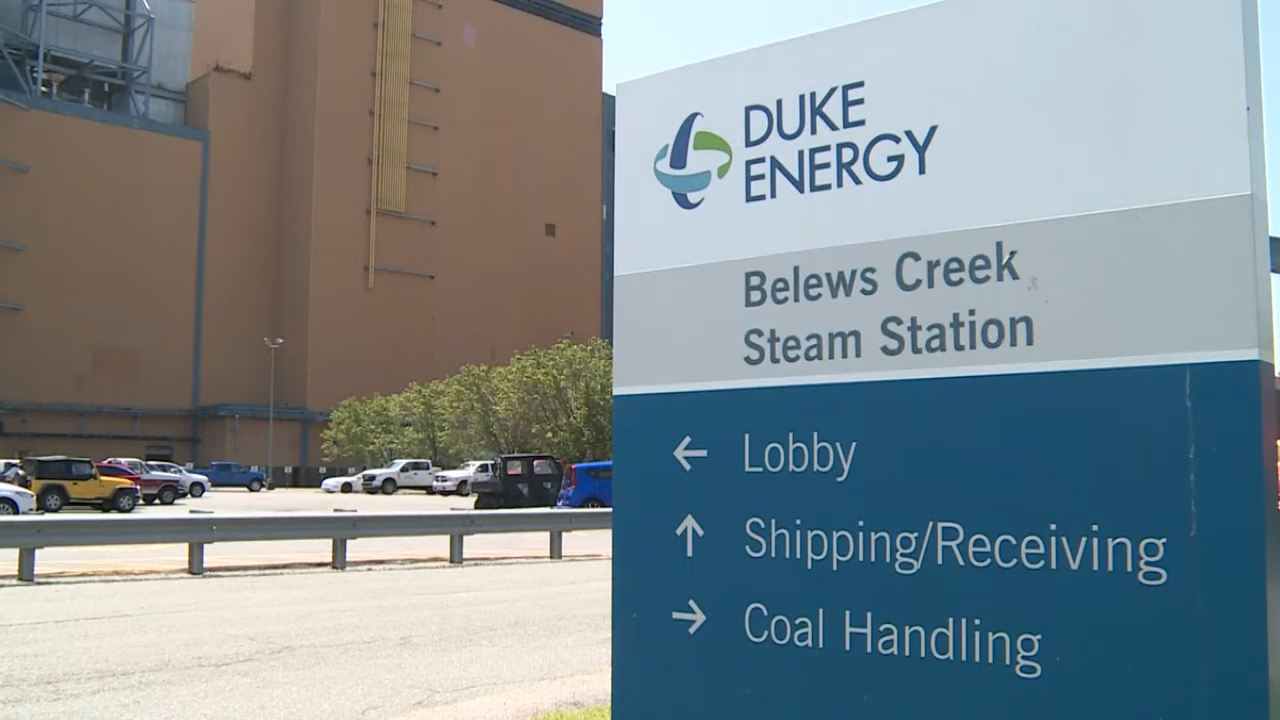 DUKE
ENERGY
Belews Creek
Steam Station
← Lobby
↑ Shipping/Receiving
→ Coal Handling